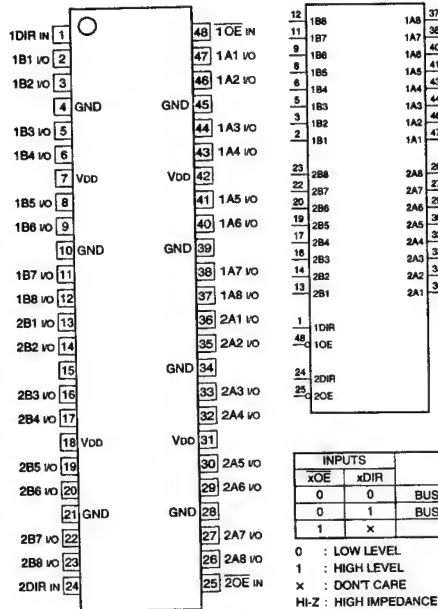 1DIR IN 1 48 1OE IN
1B1 I/O 2 47 1A1 I/O
1B2 I/O 3 46 1A2 I/O
4 GND GND 45
1B3 I/O 5 44 1A3 I/O
1B4 I/O 6 43 1A4 I/O
7 VDD VDD 42
1B5 I/O 8 41 1A5 I/O
1B6 I/O 9 40 1A6 I/O
10 GND GND 39
1B7 I/O 11 38 1A7 I/O
1B8 I/O 12 37 1A8 I/O
2B1 I/O 13 36 2A1 I/O
2B2 I/O 14 35 2A2 I/O
15 GND 34
2B3 I/O 16 33 2A3 I/O
2B4 I/O 17 32 2A4 I/O
18 VDD VDD 31
2B5 I/O 19 30 2A5 I/O
2B6 I/O 20 29 2A6 I/O
21 GND GND 28
2B7 I/O 22 27 2A7 I/O
2B8 I/O 23 26 2A8 I/O
2DIR IN 24 25 2OE IN
12 1B8 1A8 37
11 1B7 1A7 38
9 1B6 1A6 40
8 1B5 1A5 41
6 1B4 1A4 43
5 1B3 1A3 44
3 1B2 1A2 46
2 1B1 1A1 47
23 2B8 2A8
22 2B7 2A7
20 2B6 2A6
19 2B5 2A5
17 2B4 2A4
16 2B3 2A3
14 2B2 2A2
13 2B1 2A1
1 1DIR
48 1OE
24 2DIR
25 2OE
INPUTS
xOE xDIR
0 0 BUS
0 1 BUS
1 ×
0 : LOW LEVEL
1 : HIGH LEVEL
× : DON'T CARE
HI-Z : HIGH IMPEDANCE